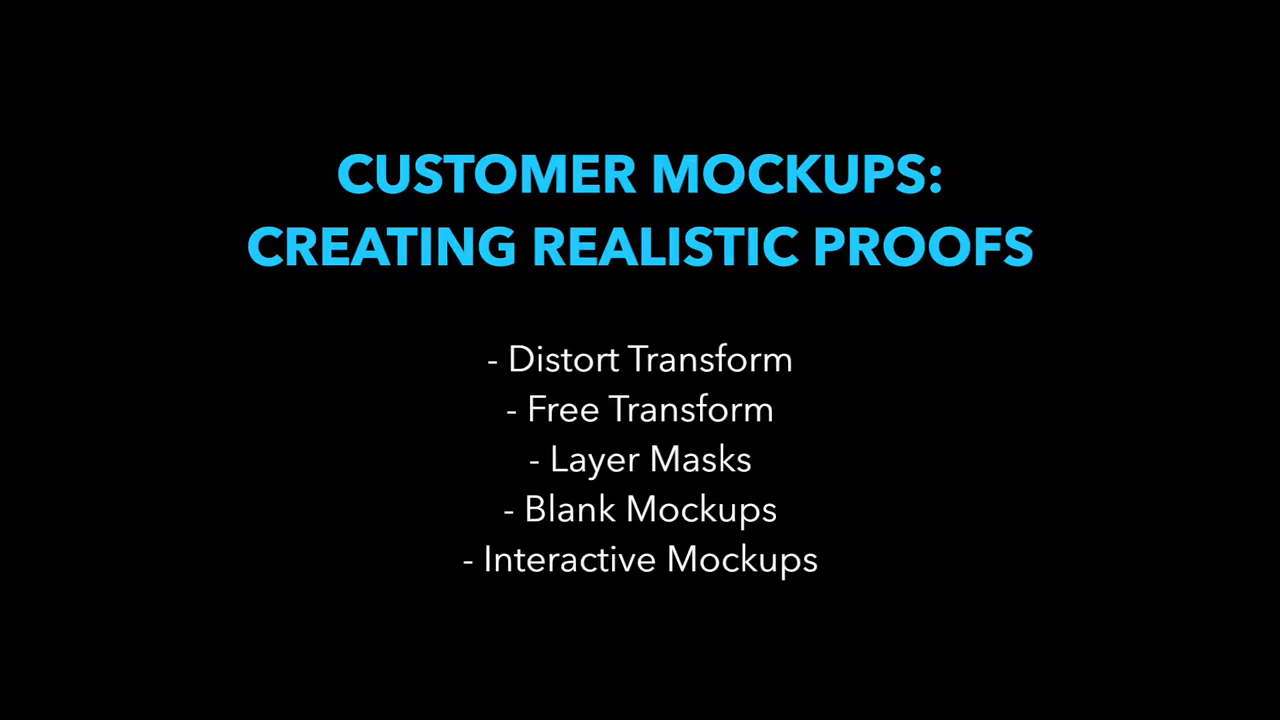 CUSTOMER MOCKUPS:
CREATING REALISTIC PROOFS
- Distort Transform
- Free Transform
- Layer Masks
- Blank Mockups
- Interactive Mockups